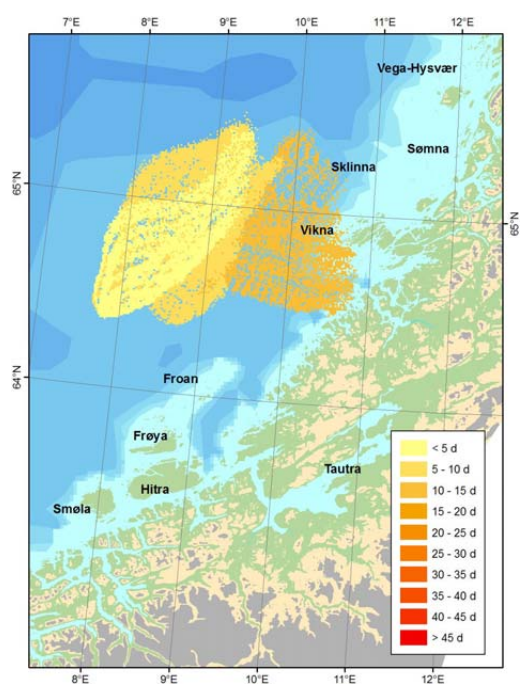 7°E 8°E 9°E 10°E 11°E 12°E
Vega-Hysvær
Sømna
Sklinna
65°N
65°N
Vikna
64°N
Froan
Frøya
Tautra
Hitra
Smøla
< 5 d
5 - 10 d
10 - 15 d
15 - 20 d
20 - 25 d
25 - 30 d
30 - 35 d
35 - 40 d
40 - 45 d
> 45 d
8°E 9°E 10°E 11°E 12°E